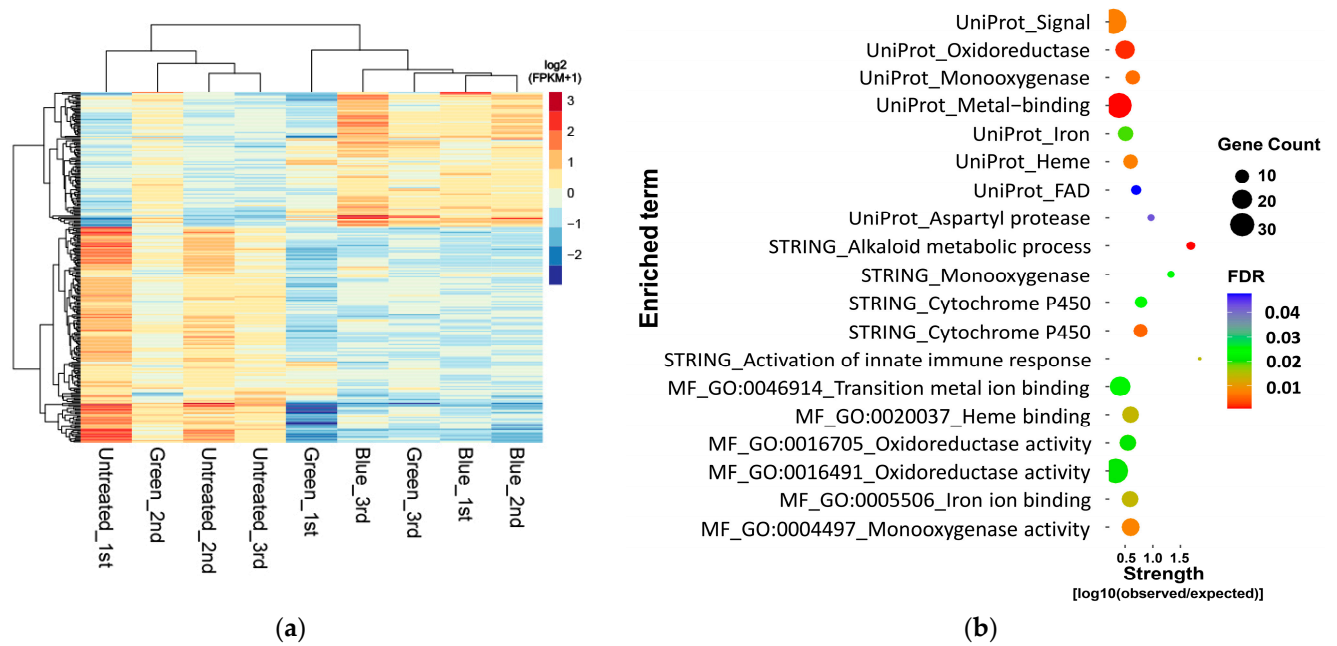 log2
(FPKM+1)
3
2
1
0
−1
−2
Untreated_1st
Green_2nd
Untreated_2nd
Untreated_3rd
Green_1st
Blue_3rd
Green_3rd
Blue_1st
Blue_2nd
(a)
Enriched term
UniProt_Signal
UniProt_Oxidoreductase
UniProt_Monooxygenase
UniProt_Metal−binding
UniProt_Iron
UniProt_Heme
UniProt_FAD
UniProt_Aspartyl protease
STRING_Alkaloid metabolic process
STRING_Monooxygenase
STRING_Cytochrome P450
STRING_Cytochrome P450
STRING_Activation of innate immune response
MF_GO:0046914_Transition metal ion binding
MF_GO:0020037_Heme binding
MF_GO:0016705_Oxidoreductase activity
MF_GO:0016491_Oxidoreductase activity
MF_GO:0005506_Iron ion binding
MF_GO:0004497_Monooxygenase activity
0.5 1.0 1.5
Strength
[log10(observed/expected)]
Gene Count
10
20
30
FDR
0.04
0.03
0.02
0.01
(b)